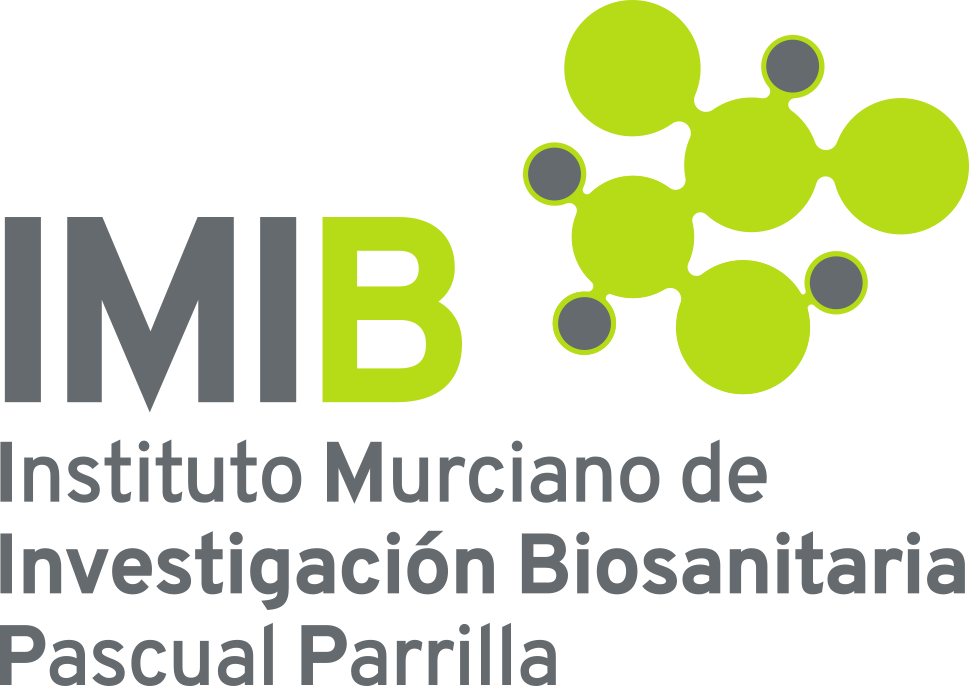 IMIB
Instituto Murciano de
Investigación Biosanitaria
Pascual Parrilla